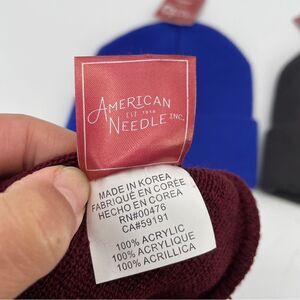 AMERICAN
EST 1918
NEEDLE INC.
MADE IN KOREA
FABRIQUÉ EN CORÉE
HECHO EN COREA
RN#00476
CA#59191
100% ACRYLIC
100% ACRYLIQUE
100% ACRILLICA